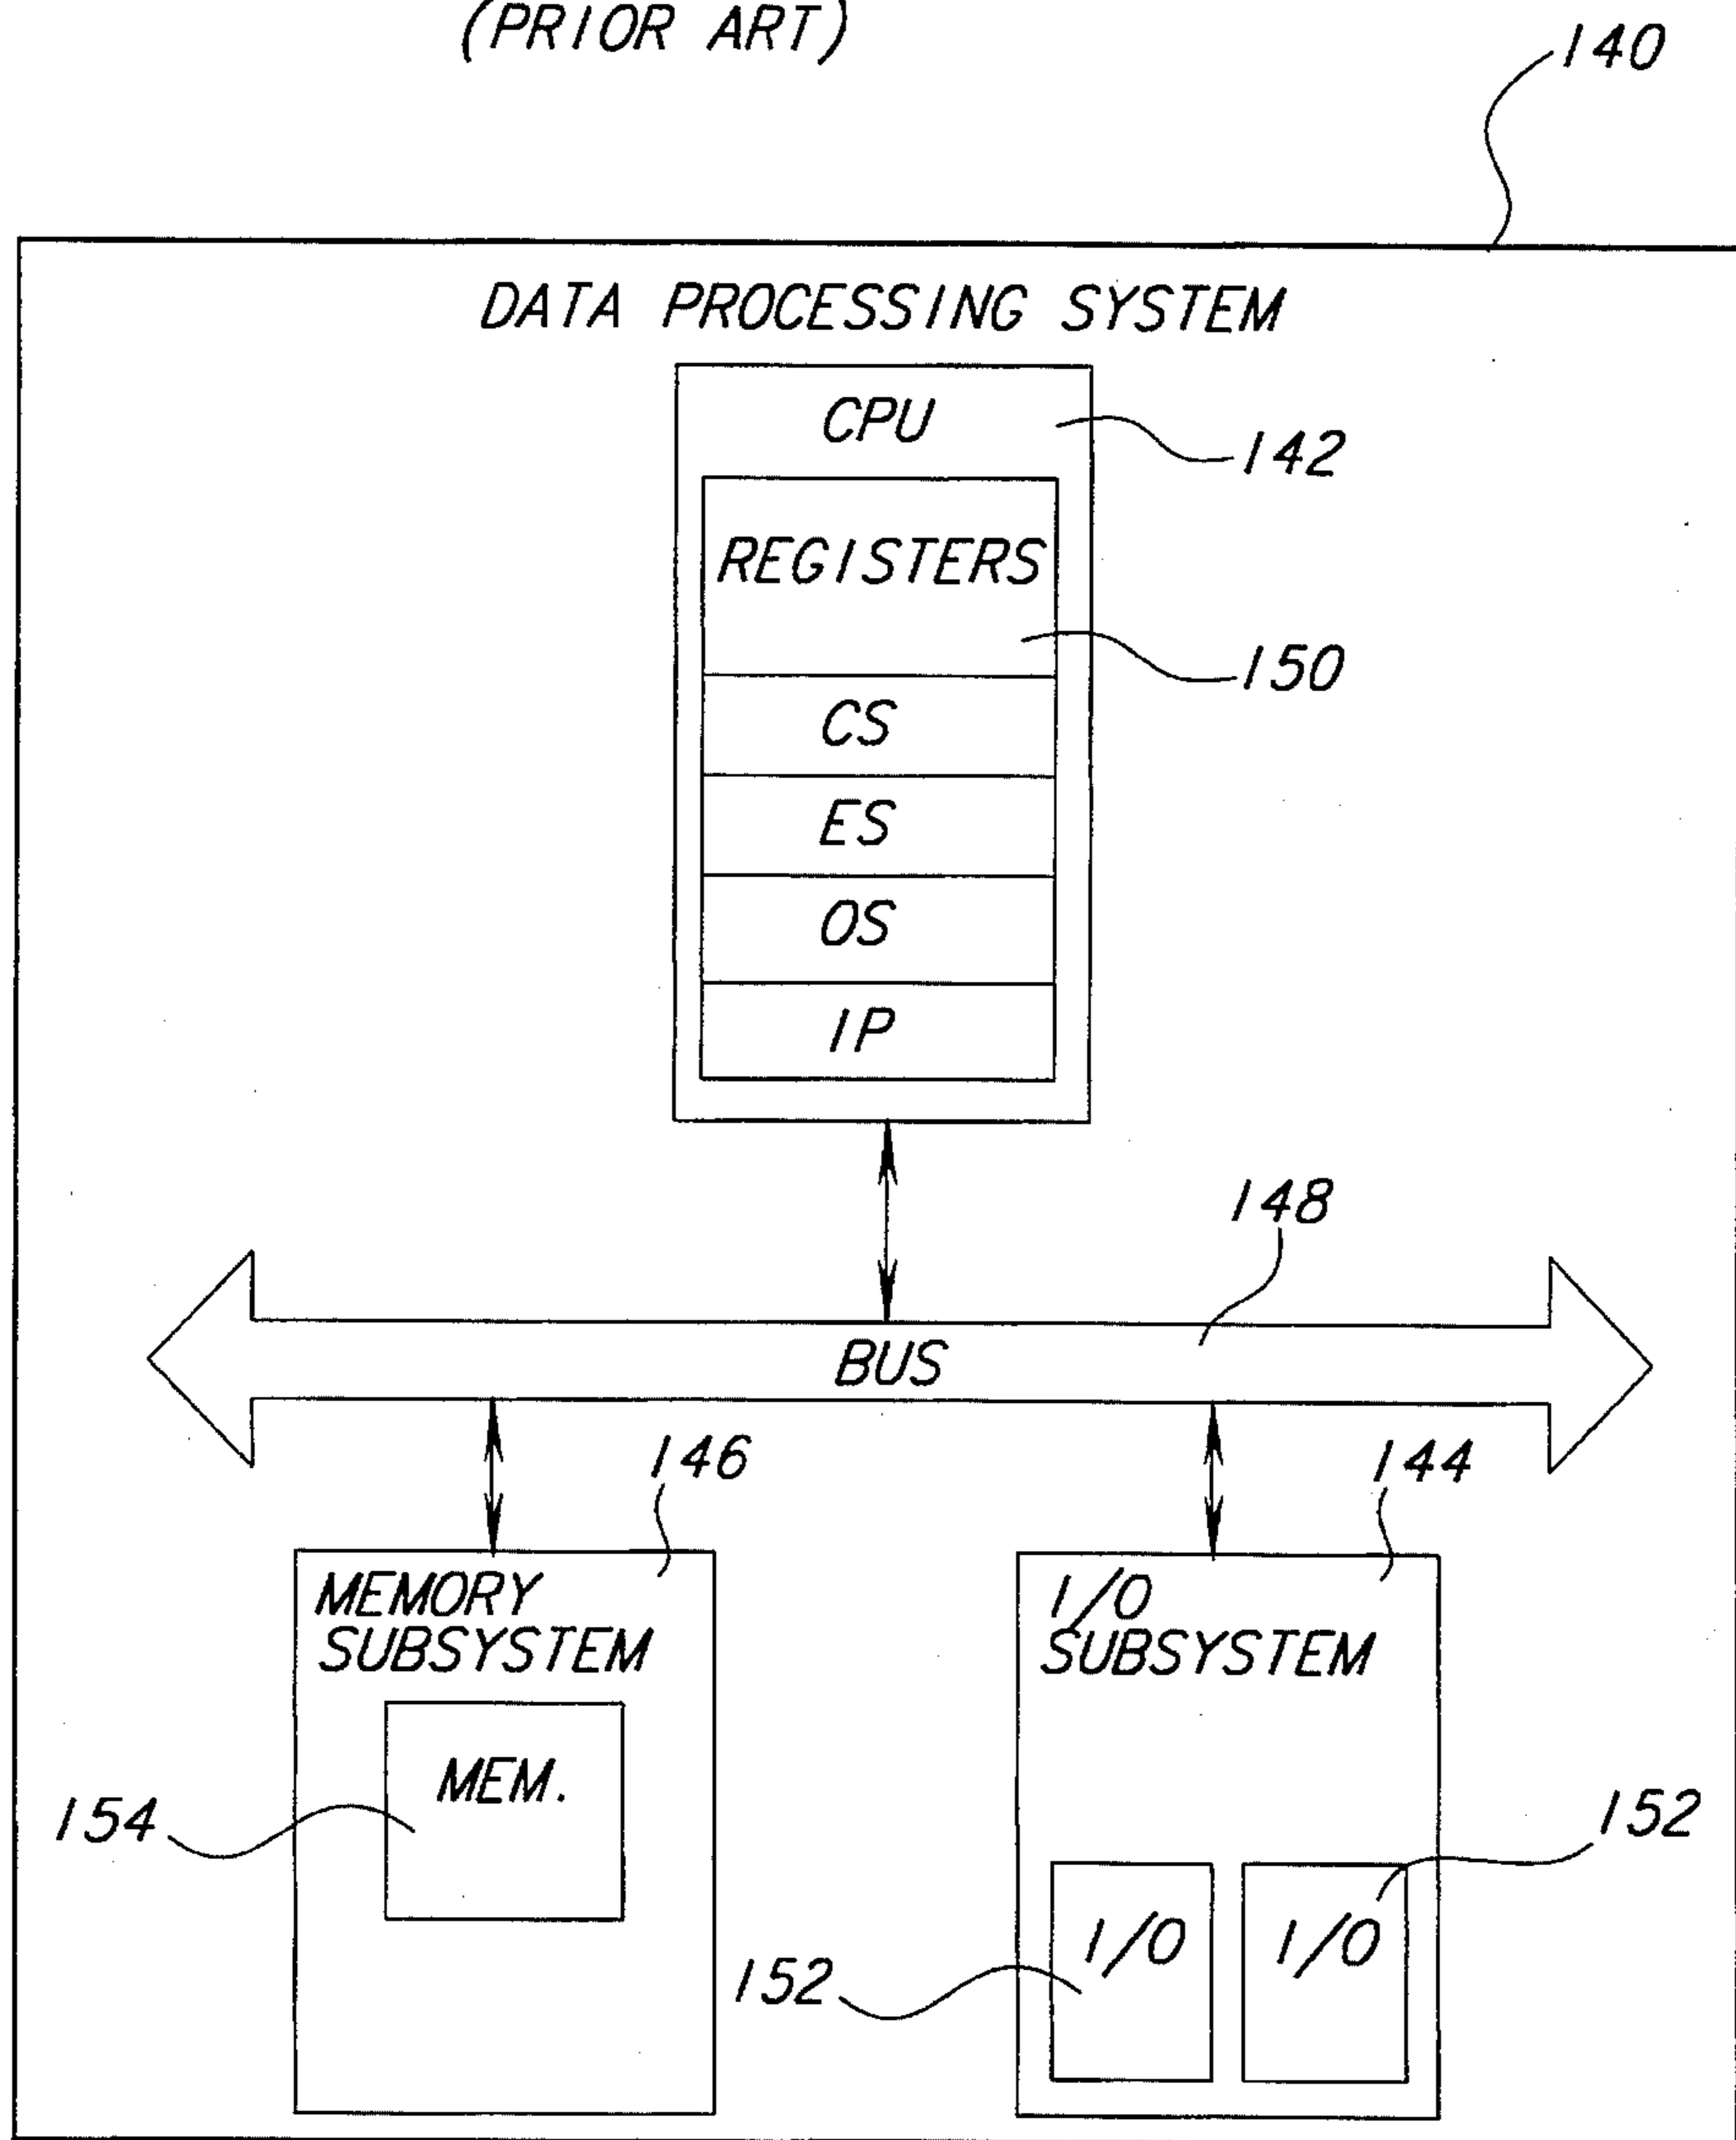 (PRIOR ART)
140
DATA PROCESSING SYSTEM
CPU
142
REGISTERS
150
CS
ES
OS
IP
148
BUS
146
144
MEMORY
SUBSYSTEM
I/O
SUBSYSTEM
MEM.
154
152
I/O
I/O
152